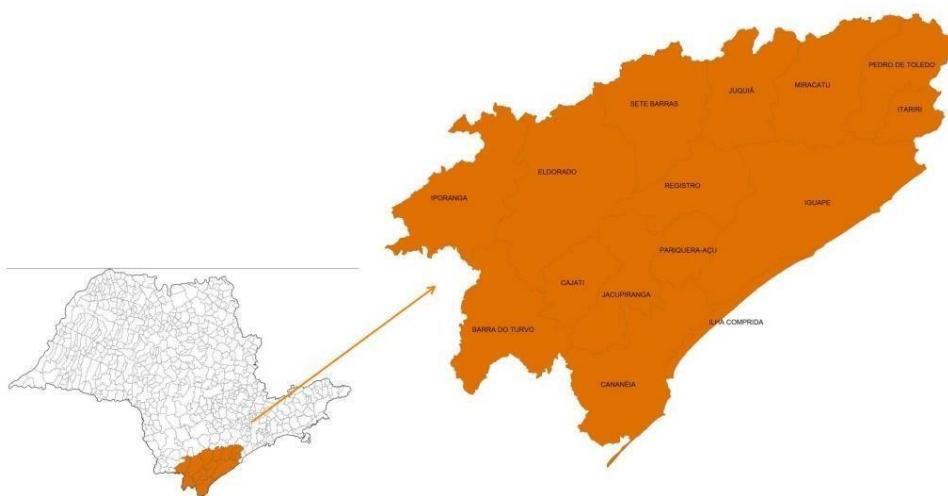 PEDRO DE TOLEDO
MIRACATU
JUQUIÁ
SETE BARRAS
ITARIRI
ELDORADO
REGISTRO
IPORANGA
IGUAPE
PARIQUERA-AÇU
CAJATI
JACUPIRANGA
ILHA COMPRIDA
BARRA DO TURVO
CANANÉIA